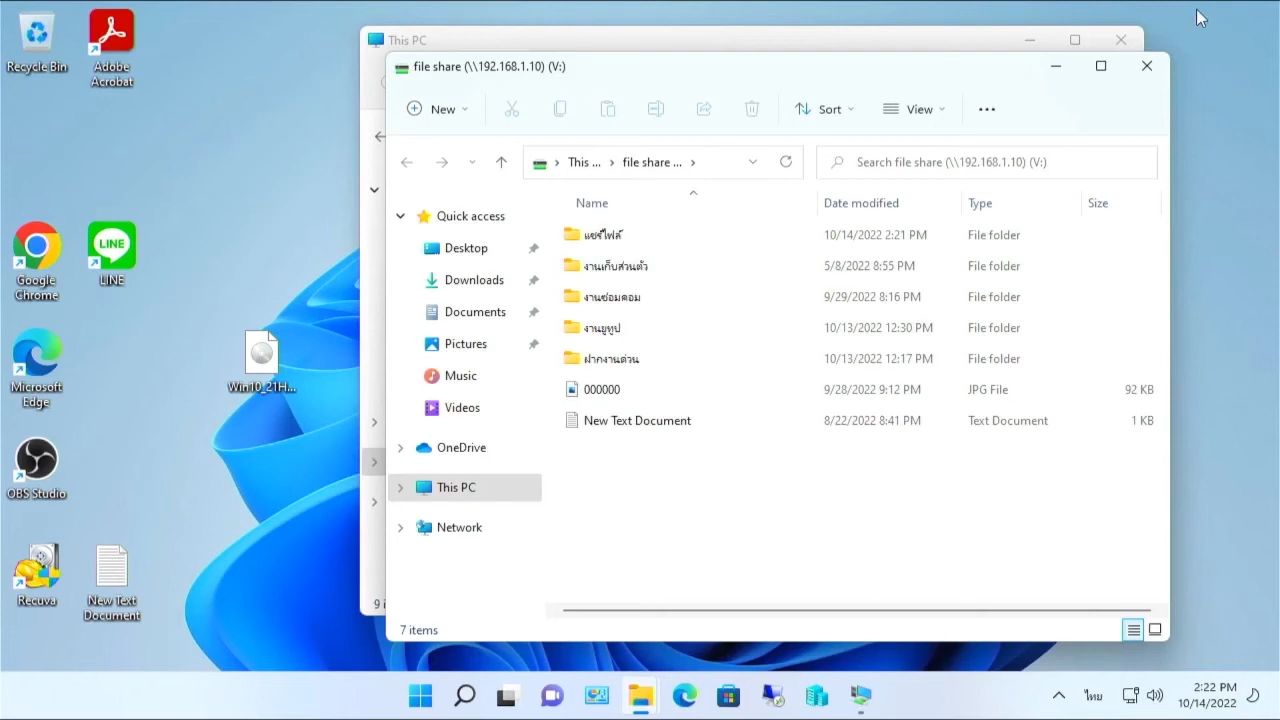 Recycle Bin
Adobe
Acrobat
Google
Chrome
LINE
LINE
Microsoft
Edge
Win10_21H...
OBS Studio
Recuva
New Text
Document
This PC
9 i
file share (\\192.168.1.10) (V:)
New
Sort
View
This ...
file share ...
Search file share (\\192.168.1.10) (V:)
Quick access
Desktop
Downloads
Documents
Pictures
Music
Videos
OneDrive
This PC
Network
Name Date modified Type Size
แชร์ไฟล์ 10/14/2022 2:21 PM File folder
งานเก็บส่วนตัว 5/8/2022 8:55 PM File folder
งานซ่อมคอม 9/29/2022 8:16 PM File folder
งานยูทูป 10/13/2022 12:30 PM File folder
ฝากงานด่วน 10/13/2022 12:17 PM File folder
000000 9/28/2022 9:12 PM JPG File 92 KB
New Text Document 8/22/2022 8:41 PM Text Document 1 KB
7 items
ไทย
2:22 PM
10/14/2022